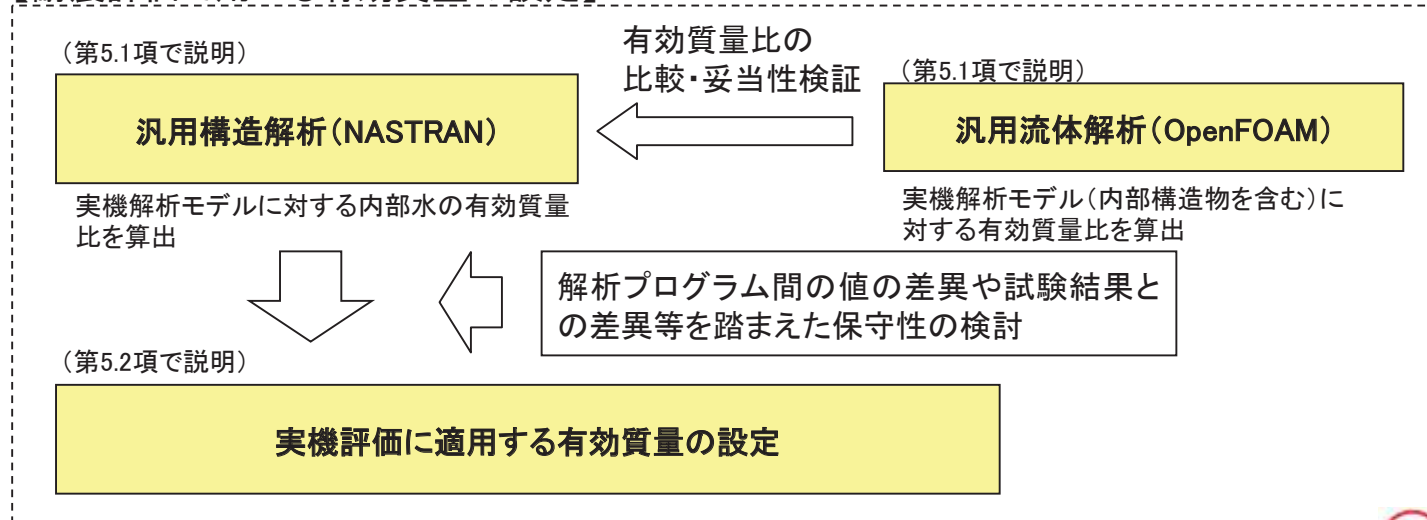 （第5.1項で説明）
有効質量比の
比較・妥当性検証
（第5.1項で説明）
汎用構造解析（NASTRAN）
汎用流体解析（OpenFOAM）
実機解析モデルに対する内部水の有効質量
比を算出
実機解析モデル（内部構造物を含む）に
対する有効質量比を算出
解析プログラム間の値の差異や試験結果と
の差異等を踏まえた保守性の検討
（第5.2項で説明）
実機評価に適用する有効質量の設定